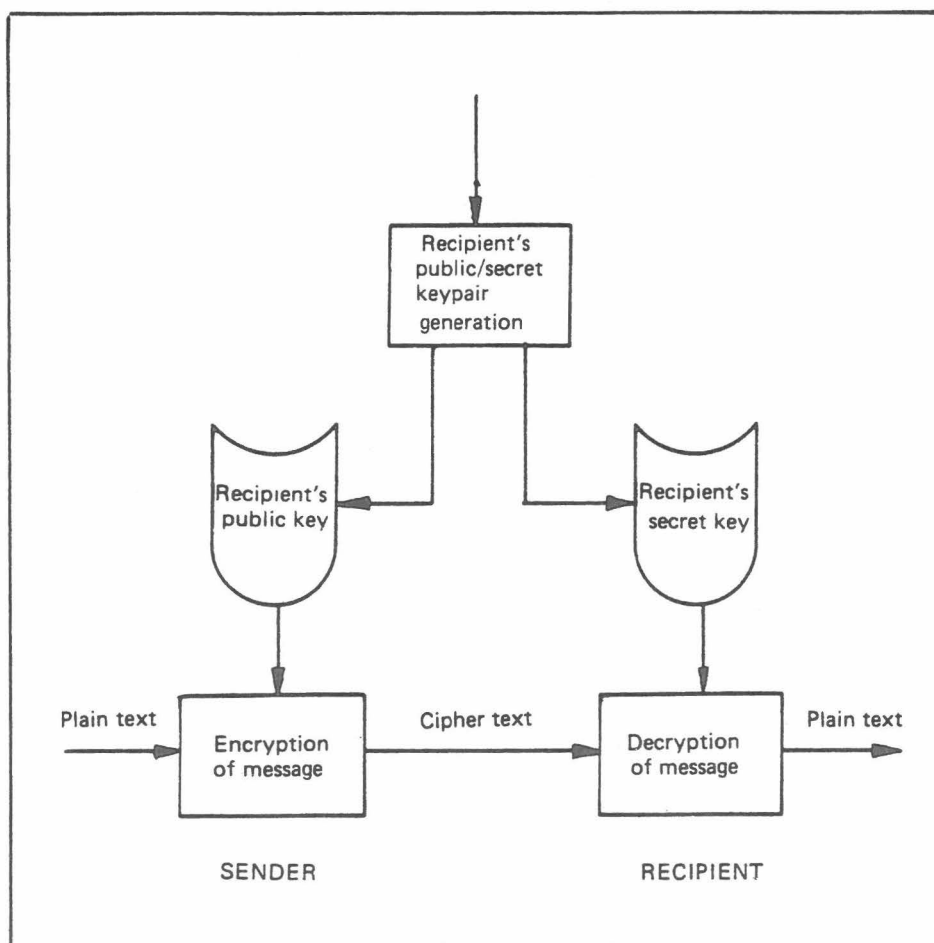 Recipient's
public/secret
keypair
generation
Recipient's
public key
Recipient's
secret key
Plain text
Encryption
of message
Cipher text
Decryption
of message
Plain text
SENDER
RECIPIENT